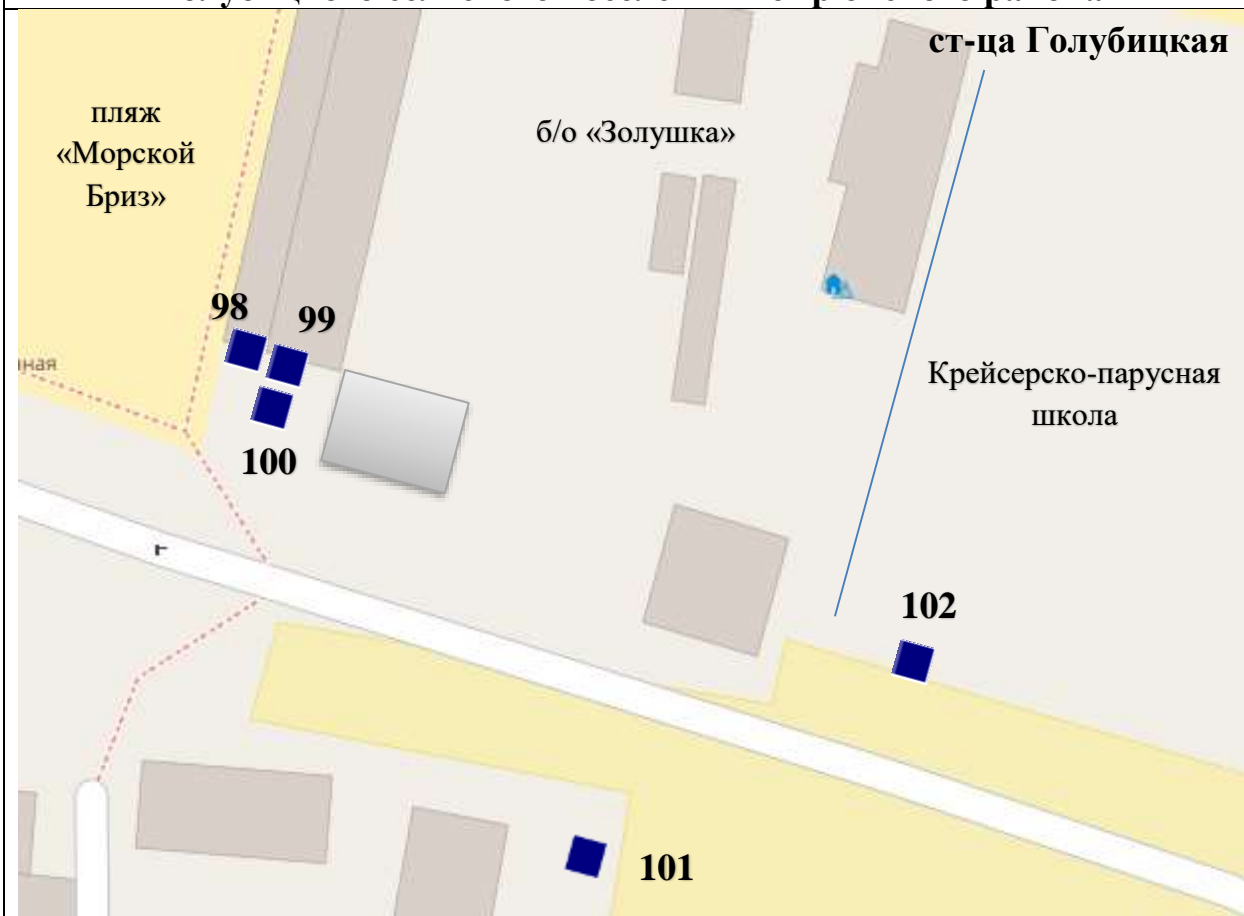 ст-ца Голубицкая
пляж
«Морской
Бриз»
б/о «Золушка»
98
99
Крейсерско-парусная
школа
100
г
102
101